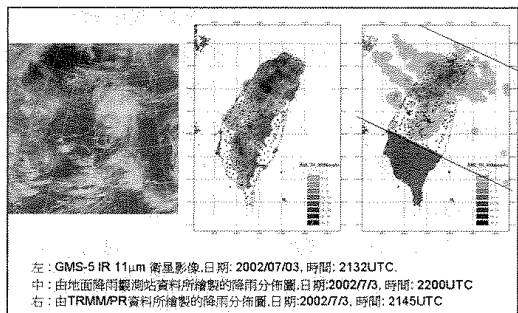 左：GMS-5 IR 11μm 衛星影像,日期: 2002/07/03, 時間: 2132UTC.
中：由地面降雨觀測站資料所繪製的降雨分佈圖,日期:2002/7/3, 時間: 2200UTC
右：由TRMM/PR資料所繪製的降雨分佈圖,日期:2002/7/3, 時間: 2145UTC